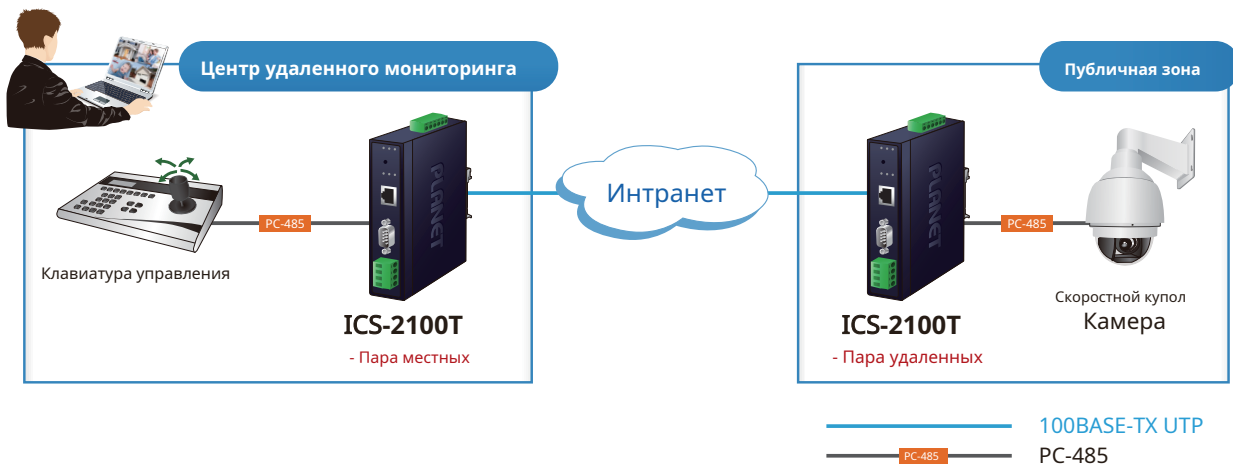 Центр удаленного мониторинга
Публичная зона
PLANET
PLANET
Интранет
PC-485
PC-485
Клавиатура управления
ICS-2100T
- Пара местных
ICS-2100T
- Пара удаленных
Скоростной купол
Камера
100BASE-TX UTP
PC-485
PC-485